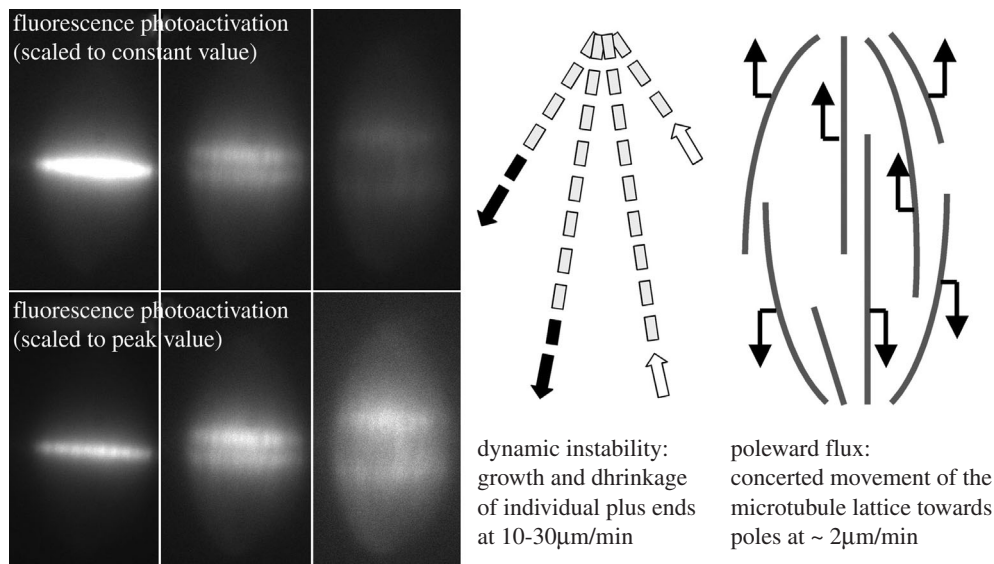 fluorescence photoactivation
(scaled to constant value)
fluorescence photoactivation
(scaled to peak value)
dynamic instability:
growth and dhrinkage
of individual plus ends
at 10-30μm/min
poleward flux:
concerted movement of the
microtubule lattice towards
poles at ~ 2μm/min